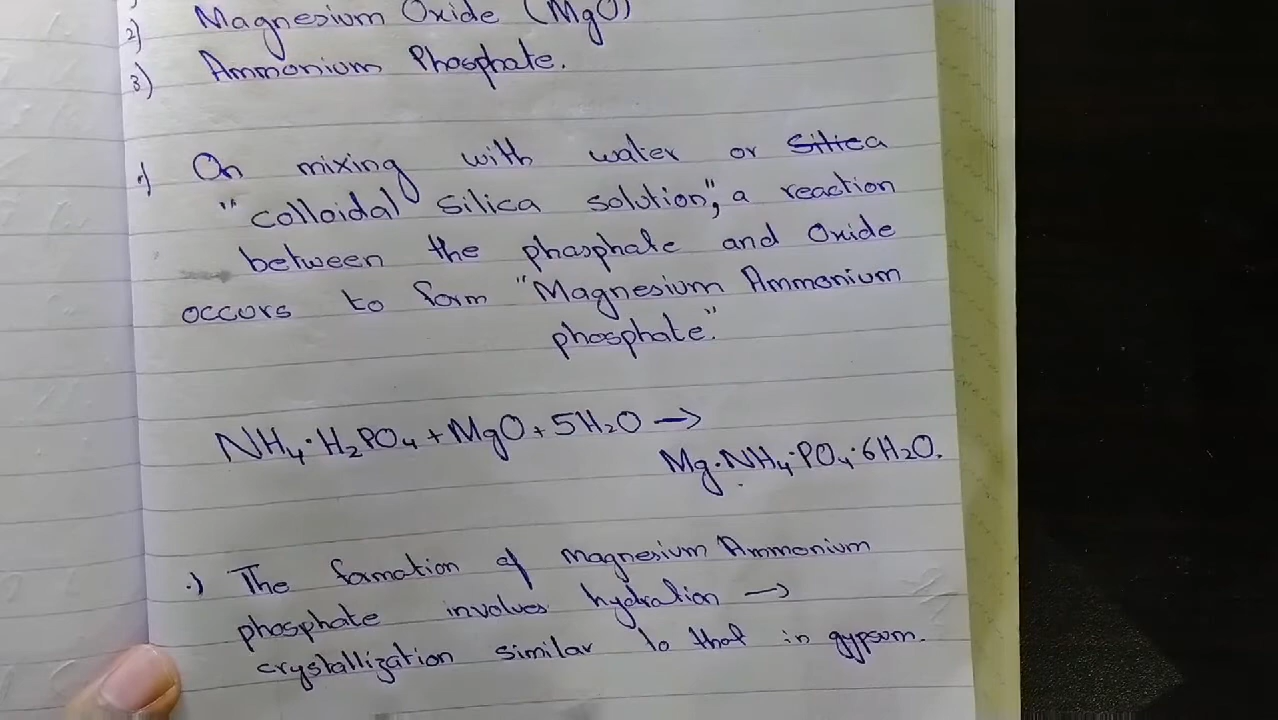 2) Magnesium Oxide (MgO)
3) Ammonium Phosphate.
•) On mixing with water or Silica
"colloidal silica solution", a reaction
between the phosphate and Oxide
occurs to form "Magnesium Ammonium
phosphate."
NH₄·H₂PO₄ + MgO + 5H₂O →
Mg·NH₄·PO₄·6H₂O.
•) The formation of magnesium Ammonium
phosphate involves hydration →
crystallization similar to that in gypsum.